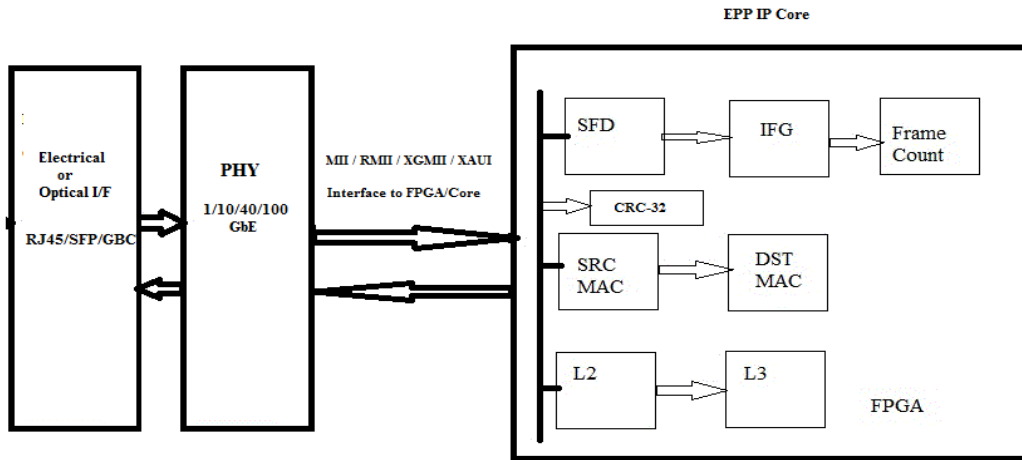 EPP IP Core
Electrical
or
Optical I/F
RJ45/SFP/GBC
PHY
1/10/40/100
GbE
MII / RMII / XGMII / XAUI
Interface to FPGA/Core
SFD
IFG
Frame
Count
CRC-32
SRC
MAC
DST
MAC
L2
L3
FPGA